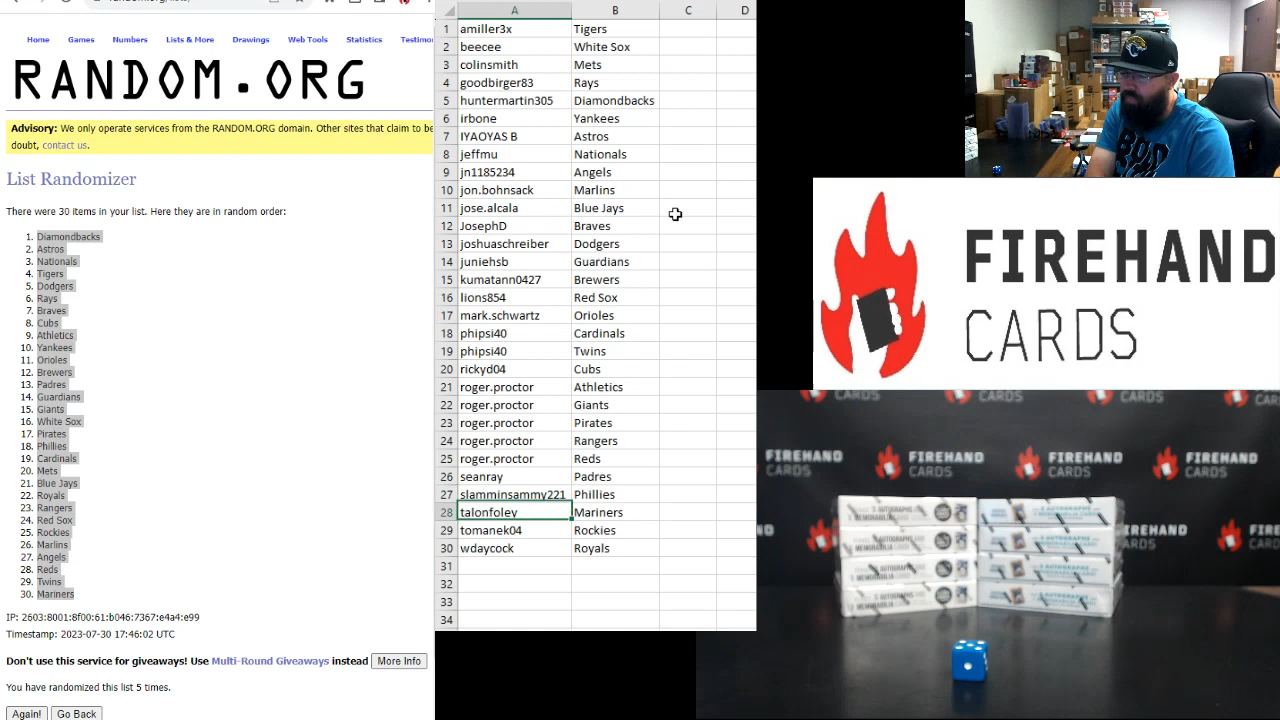 Home Games Numbers Lists & More Drawings Web Tools Statistics Testimo
RANDOM.ORG
Advisory: We only operate services from the RANDOM.ORG domain. Other sites that claim to be
doubt, contact us.
List Randomizer
There were 30 items in your list. Here they are in random order:
1. Diamondbacks
2. Astros
3. Nationals
4. Tigers
5. Dodgers
6. Rays
7. Braves
8. Cubs
9. Athletics
10. Yankees
11. Orioles
12. Brewers
13. Padres
14. Guardians
15. Giants
16. White Sox
17. Pirates
18. Phillies
19. Cardinals
20. Mets
21. Blue Jays
22. Royals
23. Rangers
24. Red Sox
25. Rockies
26. Marlins
27. Angels
28. Reds
29. Twins
30. Mariners
IP: 2603:8001:8f00:61:b046:7367:e4a4:e99
Timestamp: 2023-07-30 17:46:02 UTC
Don't use this service for giveaways! Use Multi-Round Giveaways instead More Info
You have randomized this list 5 times.
Again! Go Back
A B C D
1 amiller3x Tigers
2 beecee White Sox
3 colinsmith Mets
4 goodbirger83 Rays
5 huntermartin305 Diamondbacks
6 irbone Yankees
7 IYAOYAS B Astros
8 jeffmu Nationals
9 jn1185234 Angels
10 jon.bohnsack Marlins
11 jose.alcala Blue Jays
12 JosephD Braves
13 joshuaschreiber Dodgers
14 juniehsb Guardians
15 kumatann0427 Brewers
16 lions854 Red Sox
17 mark.schwartz Orioles
18 phipsi40 Cardinals
19 phipsi40 Twins
20 rickyd04 Cubs
21 roger.proctor Athletics
22 roger.proctor Giants
23 roger.proctor Pirates
24 roger.proctor Rangers
25 roger.proctor Reds
26 seanray Padres
27 slamminsammy221 Phillies
28 talonfoley Mariners
29 tomanek04 Rockies
30 wdaycock Royals
31
32
33
34
FIREHAND
CARDS
FIREHAND
CARDS
FIREHAND
CARDS
FIREHAND
CARDS